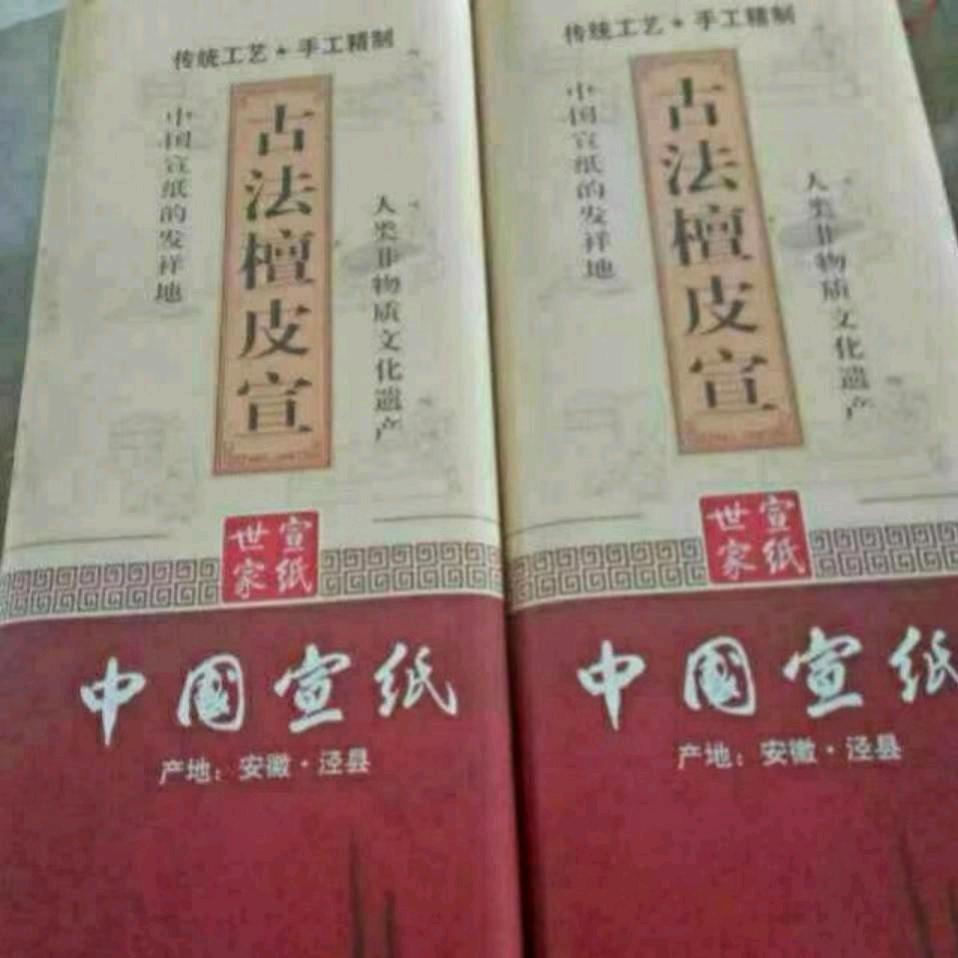 传统工艺★手工精制
中国宣纸的发祥地
古法檀皮宣
人类非物质文化遗产
宣纸
世家
中国宣纸
产地：安徽·泾县
传统工艺★手工精制
中国宣纸的发祥地
古法檀皮宣
人类非物质文化遗产
宣纸
世家
中国宣纸
产地：安徽·泾县